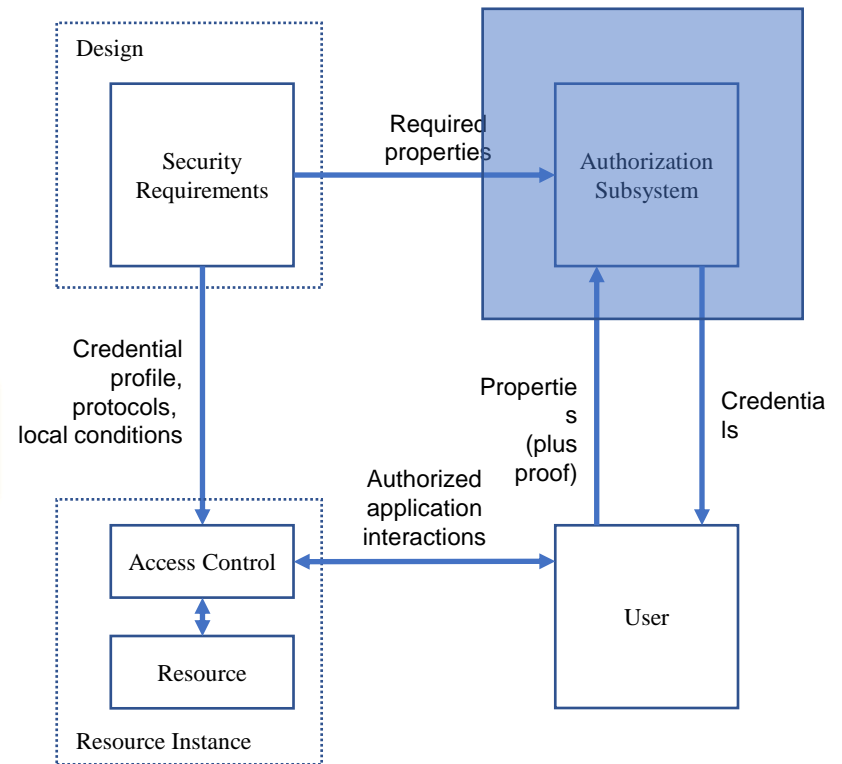 Design
Security
Requirements
Required
properties
Authorization
Subsystem
Credential
profile,
protocols,
local conditions
Propertie
s
(plus
proof)
Credentia
ls
Authorized
application
interactions
Access Control
User
Resource
Resource Instance